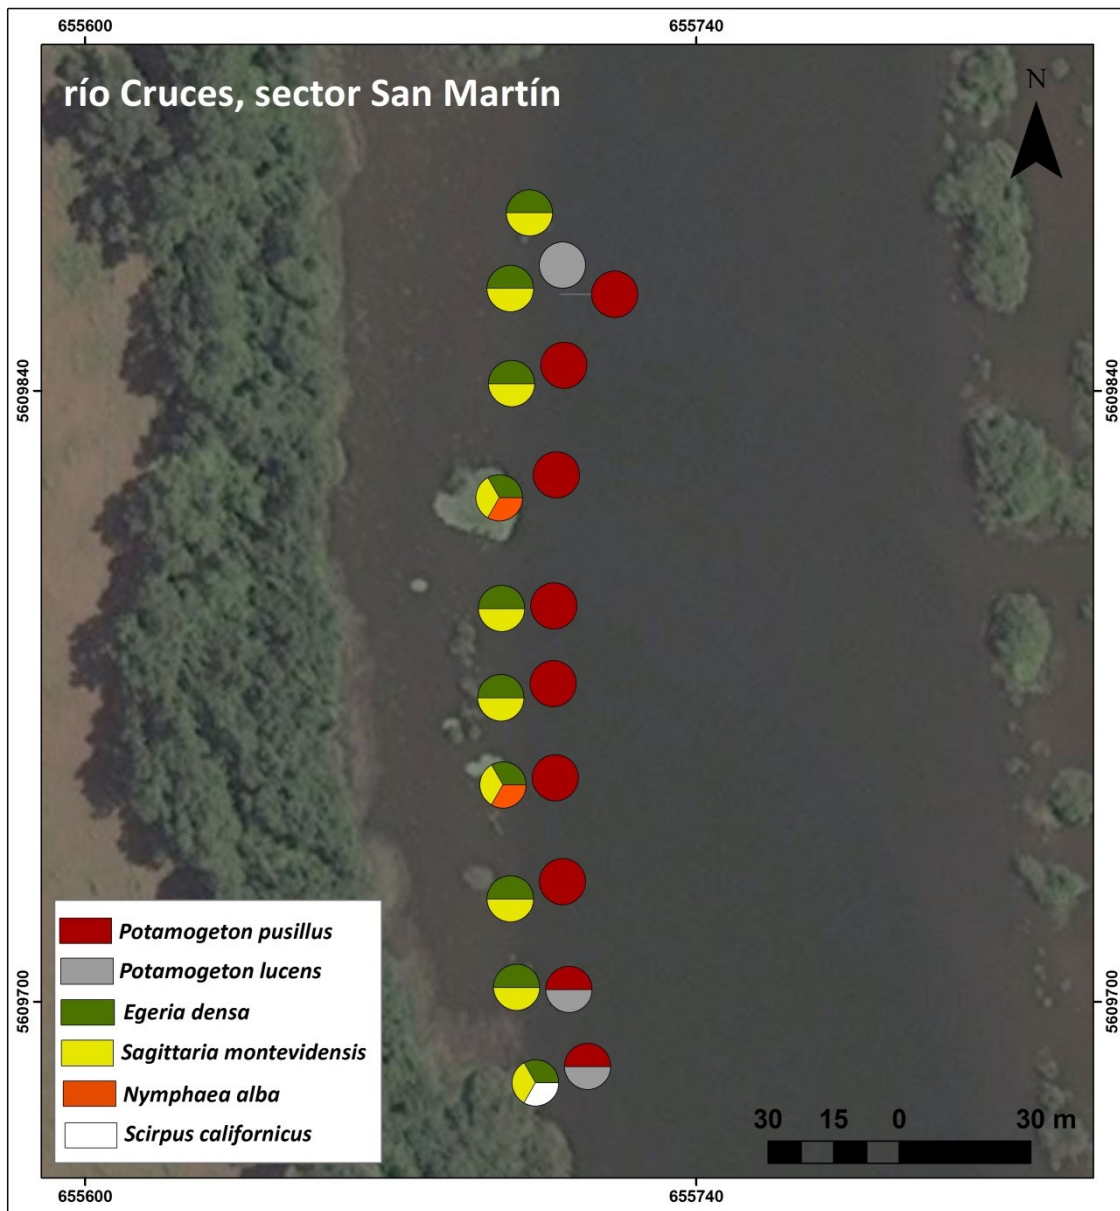 655600 655740
río Cruces, sector San Martín
N
5609840 5609840
Potamogeton pusillus
Potamogeton lucens
Egeria densa
Sagittaria montevidensis
Nymphaea alba
Scirpus californicus
5609700 5609700
30 15 0 30 m
655600 655740